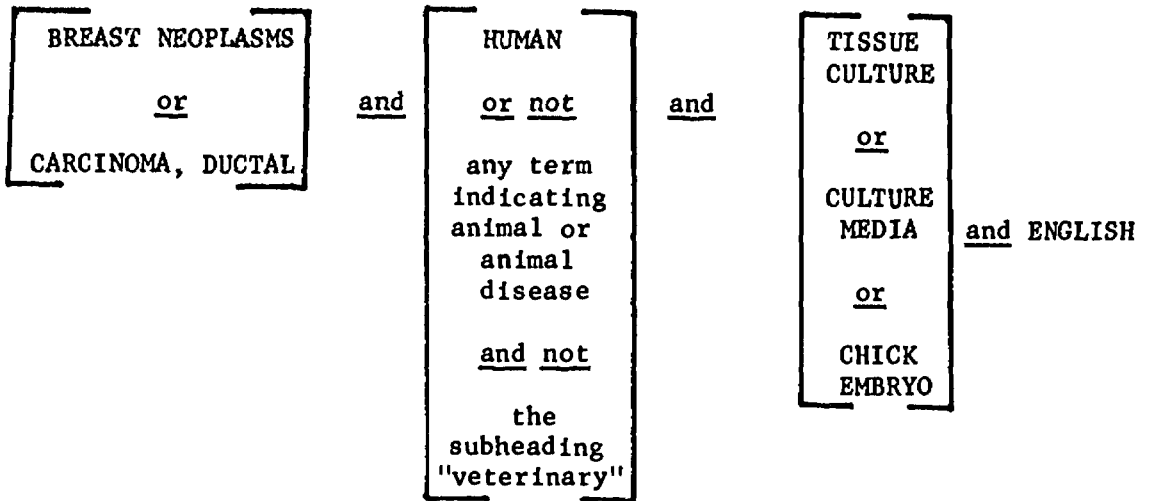 BREAST NEOPLASMS
or
CARCINOMA, DUCTAL
and
HUMAN
or not
any term
indicating
animal or
animal
disease
and not
the
subheading
"veterinary"
and
TISSUE
CULTURE
or
CULTURE
MEDIA
or
CHICK
EMBRYO
and ENGLISH